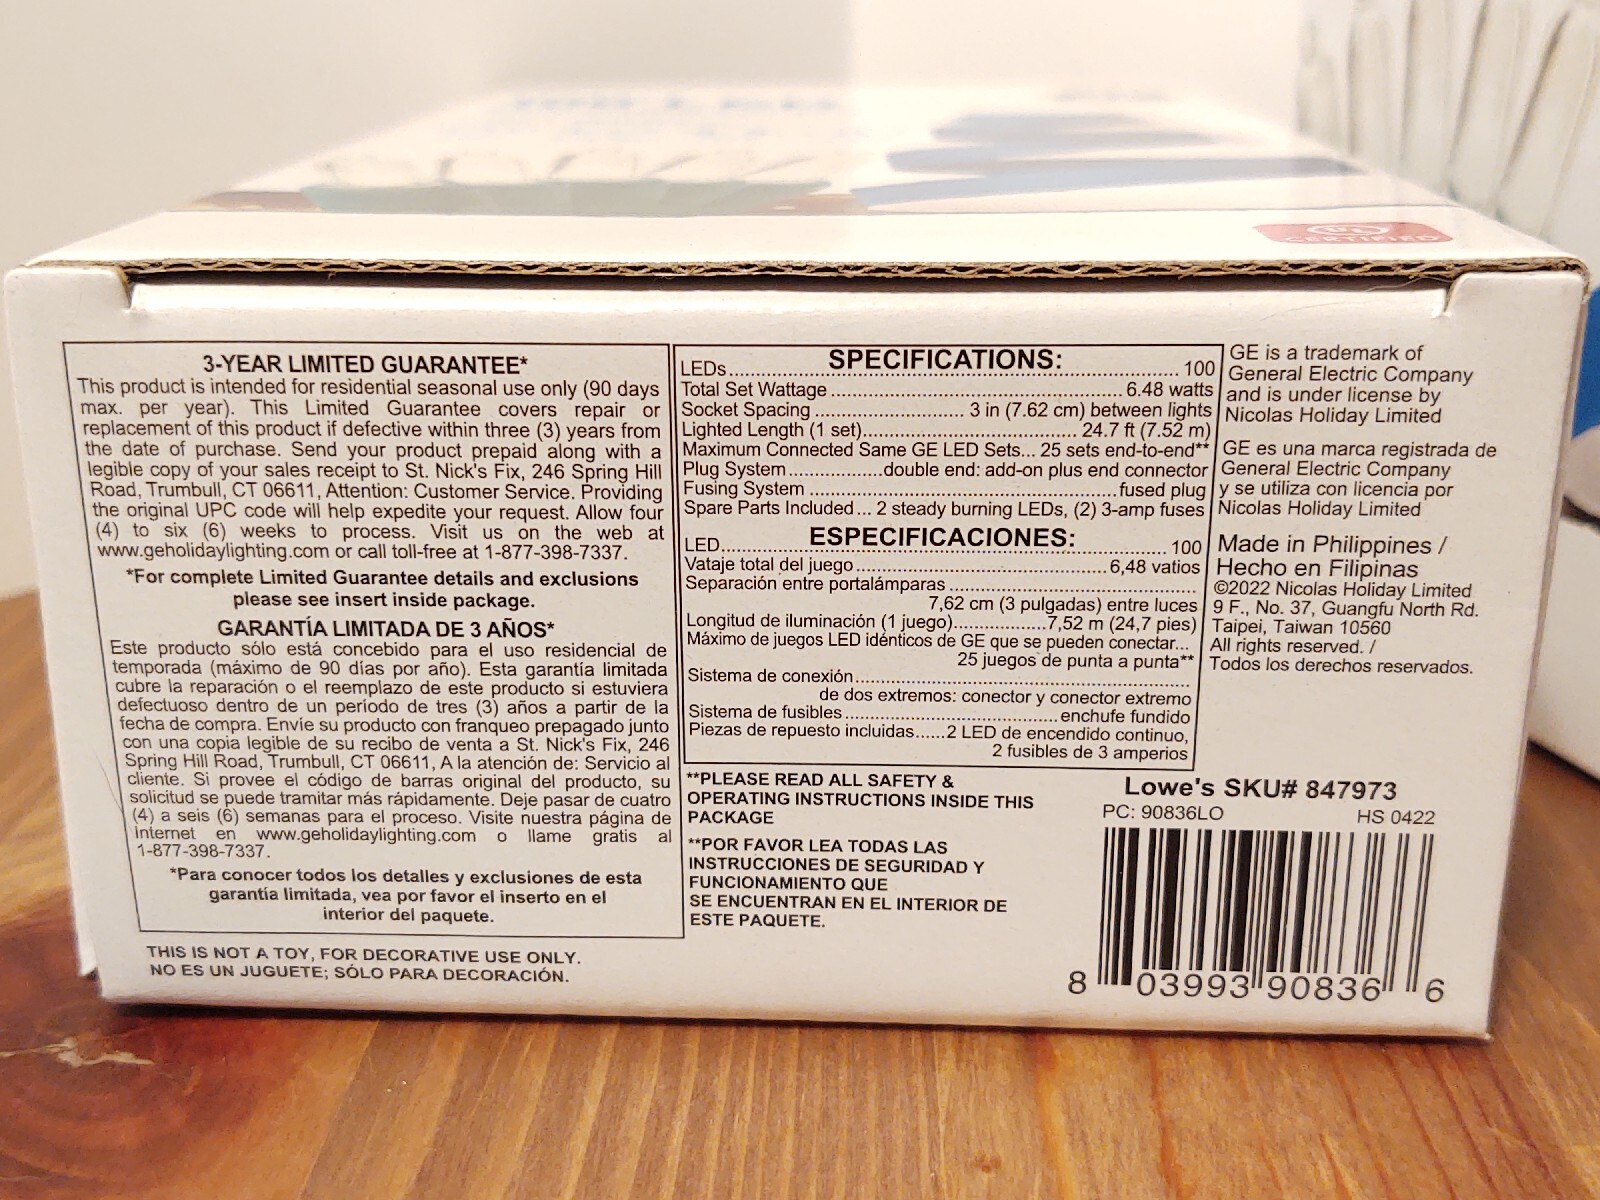 CERTIFIED
3-YEAR LIMITED GUARANTEE*
This product is intended for residential seasonal use only (90 days
max. per year). This Limited Guarantee covers repair or
replacement of this product if defective within three (3) years from
the date of purchase. Send your product prepaid along with a
legible copy of your sales receipt to St. Nick's Fix, 246 Spring Hill
Road, Trumbull, CT 06611, Attention: Customer Service. Providing
the original UPC code will help expedite your request. Allow four
(4) to six (6) weeks to process. Visit us on the web at
www.geholidaylighting.com or call toll-free at 1-877-398-7337.
*For complete Limited Guarantee details and exclusions
please see insert inside package.
GARANTÍA LIMITADA DE 3 AÑOS*
Este producto sólo está concebido para el uso residencial de
temporada (máximo de 90 días por año). Esta garantía limitada
cubre la reparación o el reemplazo de este producto si estuviera
defectuoso dentro de un período de tres (3) años a partir de la
fecha de compra. Envíe su producto con franqueo prepagado junto
con una copia legible de su recibo de venta a St. Nick's Fix, 246
Spring Hill Road, Trumbull, CT 06611, A la atención de: Servicio al
cliente. Si provee el código de barras original del producto, su
solicitud se puede tramitar más rápidamente. Deje pasar de cuatro
(4) a seis (6) semanas para el proceso. Visite nuestra página de
Internet en www.geholidaylighting.com o llame gratis al
1-877-398-7337.
*Para conocer todos los detalles y exclusiones de esta
garantía limitada, vea por favor el inserto en el
interior del paquete.
THIS IS NOT A TOY, FOR DECORATIVE USE ONLY.
NO ES UN JUGUETE; SÓLO PARA DECORACIÓN.
SPECIFICATIONS:
LEDs 100
Total Set Wattage 6.48 watts
Socket Spacing 3 in (7.62 cm) between lights
Lighted Length (1 set) 24.7 ft (7.52 m)
Maximum Connected Same GE LED Sets... 25 sets end-to-end**
Plug System double end: add-on plus end connector
Fusing System fused plug
Spare Parts Included... 2 steady burning LEDs, (2) 3-amp fuses
ESPECIFICACIONES:
LED 100
Vataje total del juego 6,48 vatios
Separación entre portalámparas
7,62 cm (3 pulgadas) entre luces
Longitud de iluminación (1 juego) 7,52 m (24,7 pies)
Máximo de juegos LED idénticos de GE que se pueden conectar...
25 juegos de punta a punta**
Sistema de conexión
de dos extremos: conector y conector extremo
Sistema de fusibles enchufe fundido
Piezas de repuesto incluidas 2 LED de encendido continuo,
2 fusibles de 3 amperios
**PLEASE READ ALL SAFETY &
OPERATING INSTRUCTIONS INSIDE THIS
PACKAGE
**POR FAVOR LEA TODAS LAS
INSTRUCCIONES DE SEGURIDAD Y
FUNCIONAMIENTO QUE
SE ENCUENTRAN EN EL INTERIOR DE
ESTE PAQUETE.
GE is a trademark of
General Electric Company
and is under license by
Nicolas Holiday Limited
GE es una marca registrada de
General Electric Company
y se utiliza con licencia por
Nicolas Holiday Limited
Made in Philippines /
Hecho en Filipinas
©2022 Nicolas Holiday Limited
9 F., No. 37, Guangfu North Rd.
Taipei, Taiwan 10560
All rights reserved. /
Todos los derechos reservados.
Lowe's SKU# 847973
PC: 90836LO HS 0422
8 03993 90836 6